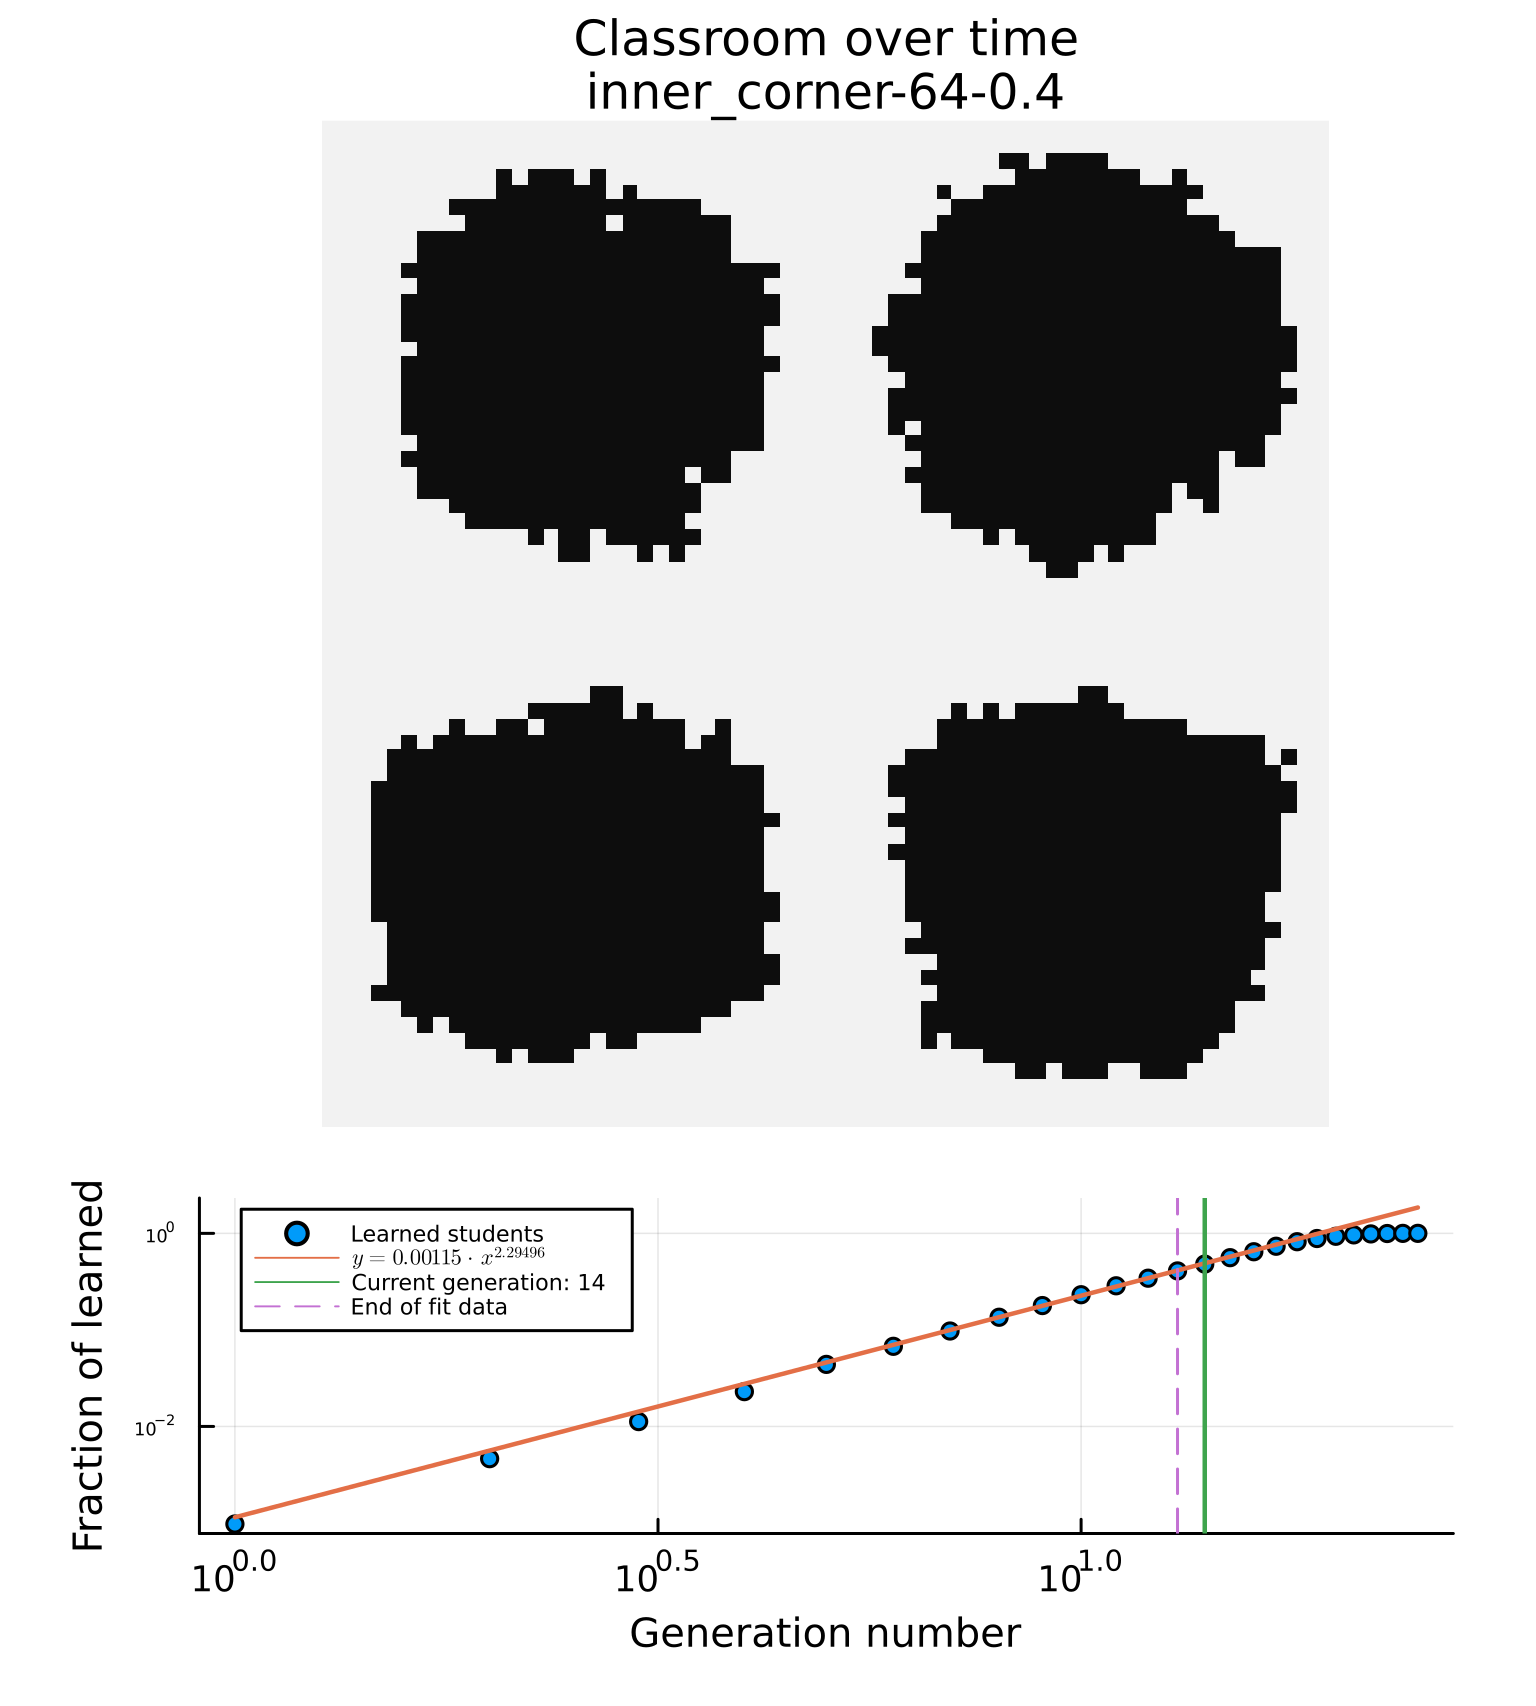 Classroom over time
inner_corner-64-0.4
Fraction of learned
10^0
10^-2
Learned students
y = 0.00115 · x^2.29496
Current generation: 14
End of fit data
10^0.0
10^0.5
10^1.0
Generation number